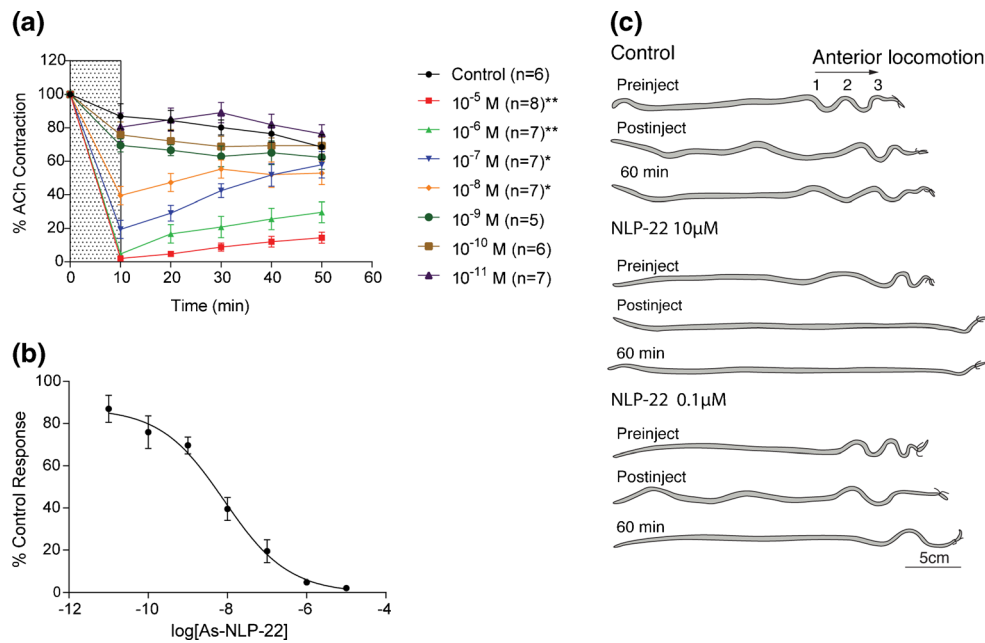 (a)
% ACh Contraction
120
100
80
60
40
20
0
0 10 20 30 40 50 60
Time (min)
Control (n=6)
10⁻⁵ M (n=8)**
10⁻⁶ M (n=7)**
10⁻⁷ M (n=7)*
10⁻⁸ M (n=7)*
10⁻⁹ M (n=5)
10⁻¹⁰ M (n=6)
10⁻¹¹ M (n=7)
(b)
% Control Response
100
80
60
40
20
0
-12 -10 -8 -6 -4
log[As-NLP-22]
(c)
Control
Anterior locomotion
Preinject
1 2 3
Postinject
60 min
NLP-22 10µM
Preinject
Postinject
60 min
NLP-22 0.1µM
Preinject
Postinject
60 min
5cm